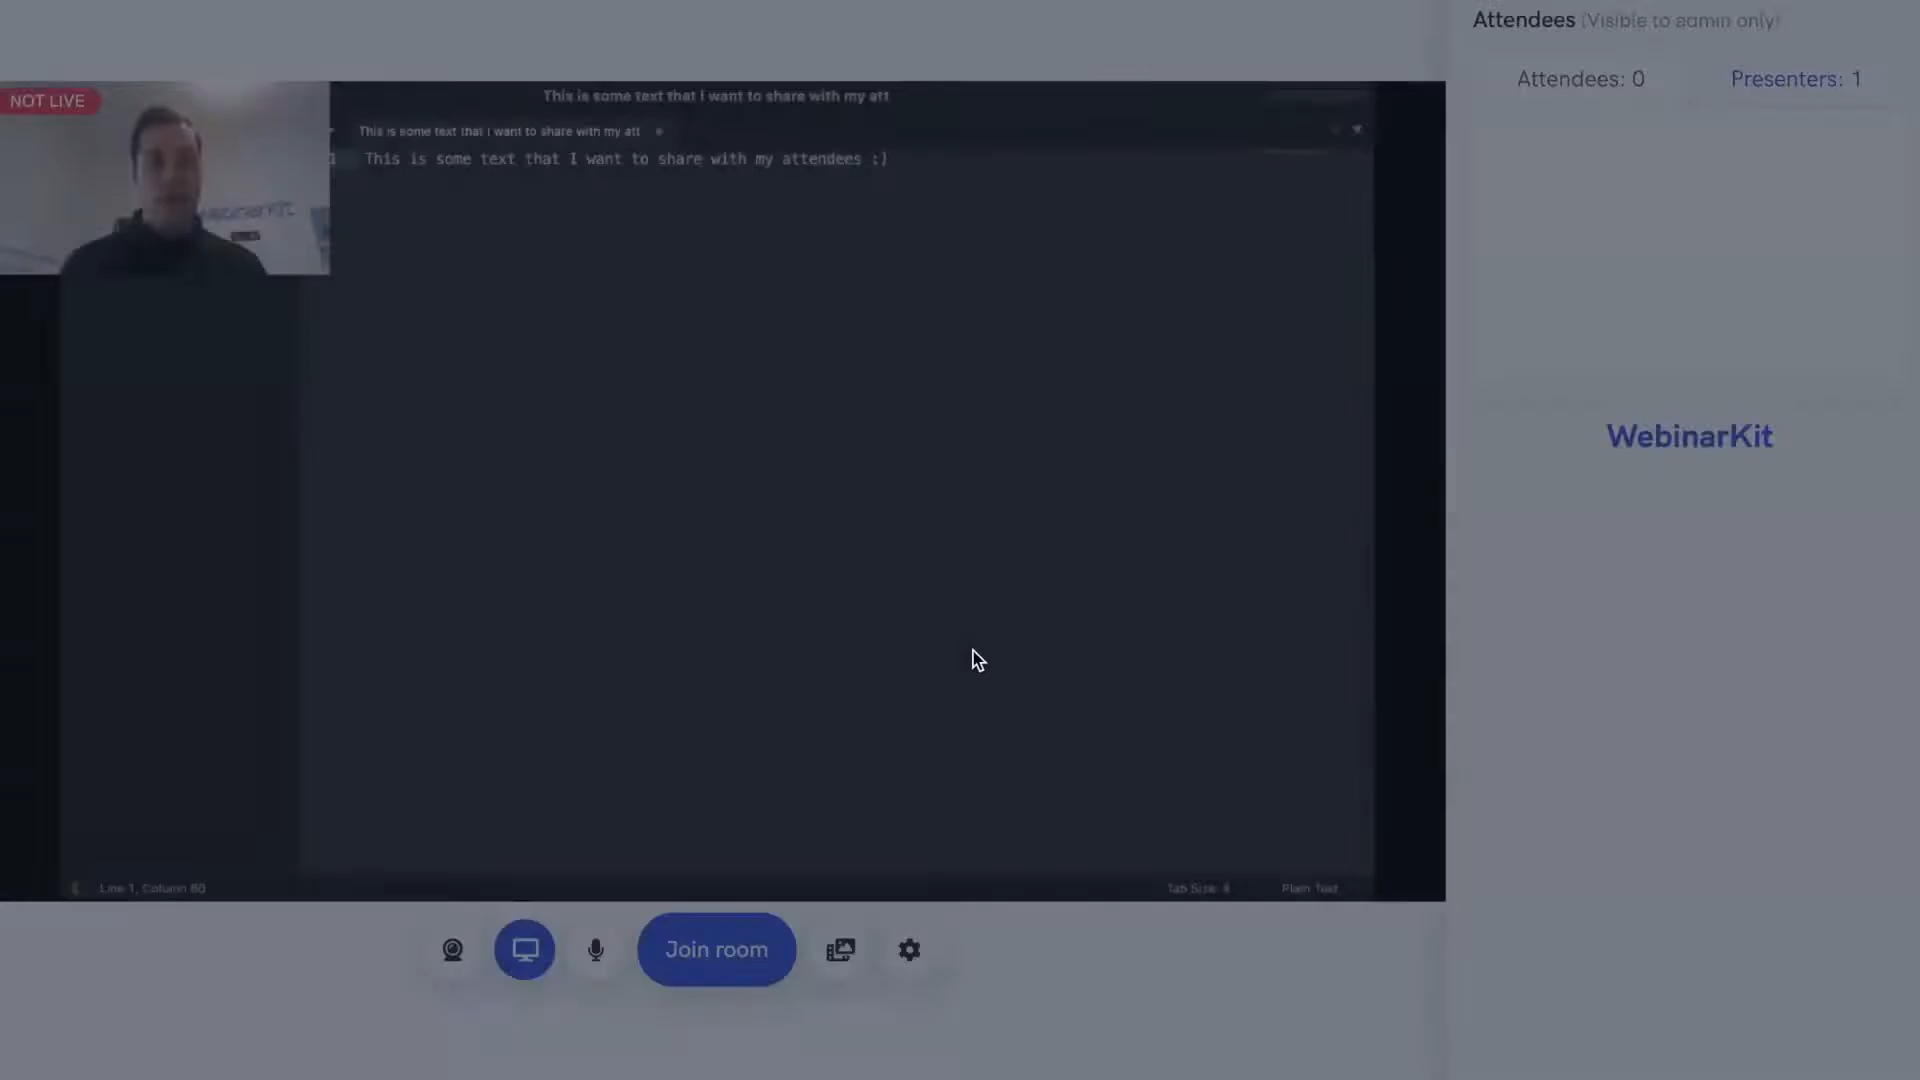 Attendees (Visible to admin only)
Attendees: 0 Presenters: 1
NOT LIVE
This is some text that I want to share with my att
This is some text that I want to share with my att
1 This is some text that I want to share with my attendees :)
WebinarKit
WebinarKit
Line 1, Column 60
Tab Size: 4 Plain Text
Join room